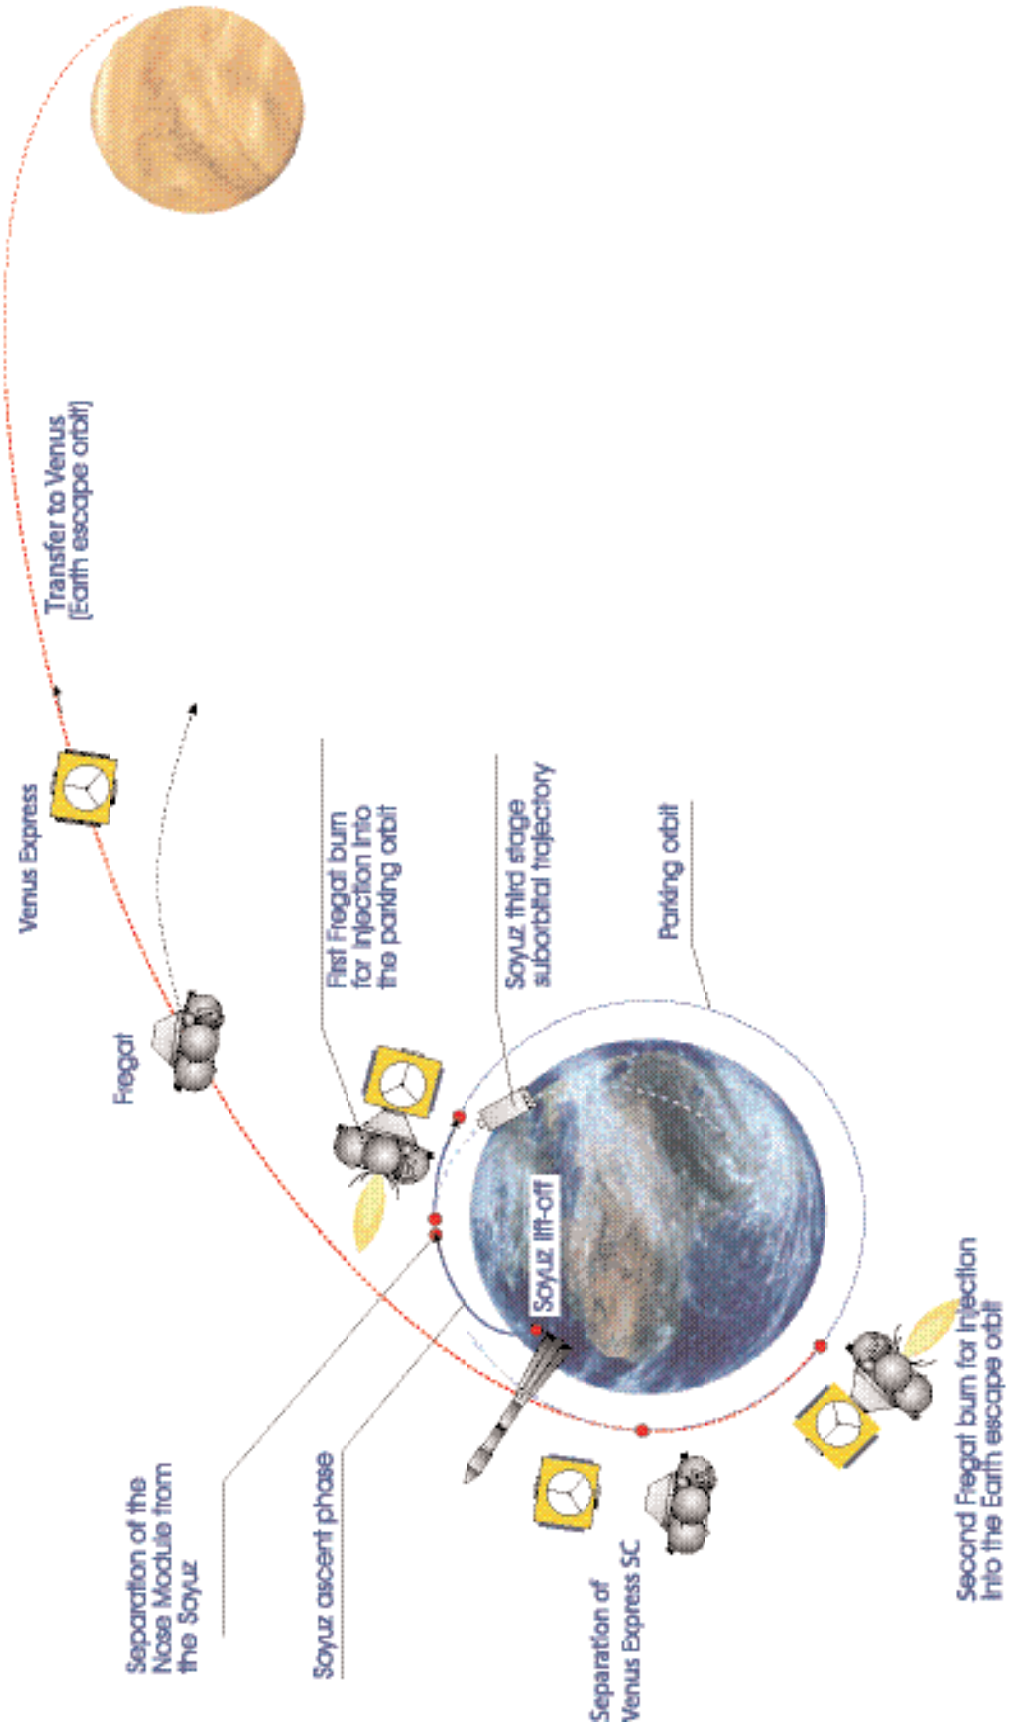 Separation of the
Nose Module from
the Soyuz
Soyuz ascent phase
Separation of
Venus Express SC
Second Fregat burn for injection
into the Earth escape orbit
Soyuz lift-off
Fregat
Venus Express
First Fregat burn
for injection into
the parking orbit
Soyuz third stage
suborbital trajectory
Parking orbit
Transfer to Venus
(Earth escape orbit)